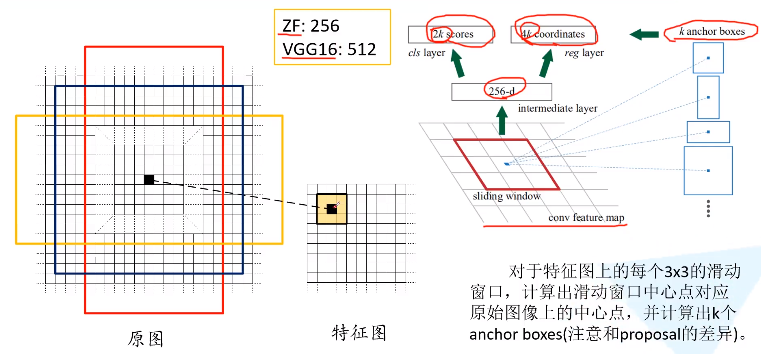 ZF: 256
VGG16: 512
2k scores
4k coordinates
k anchor boxes
cls layer
reg layer
256-d
intermediate layer
sliding window
conv feature map
原图
特征图
对于特征图上的每个3x3的滑动
窗口，计算出滑动窗口中心点对应
原始图像上的中心点，并计算出k个
anchor boxes(注意和proposal的差异)。